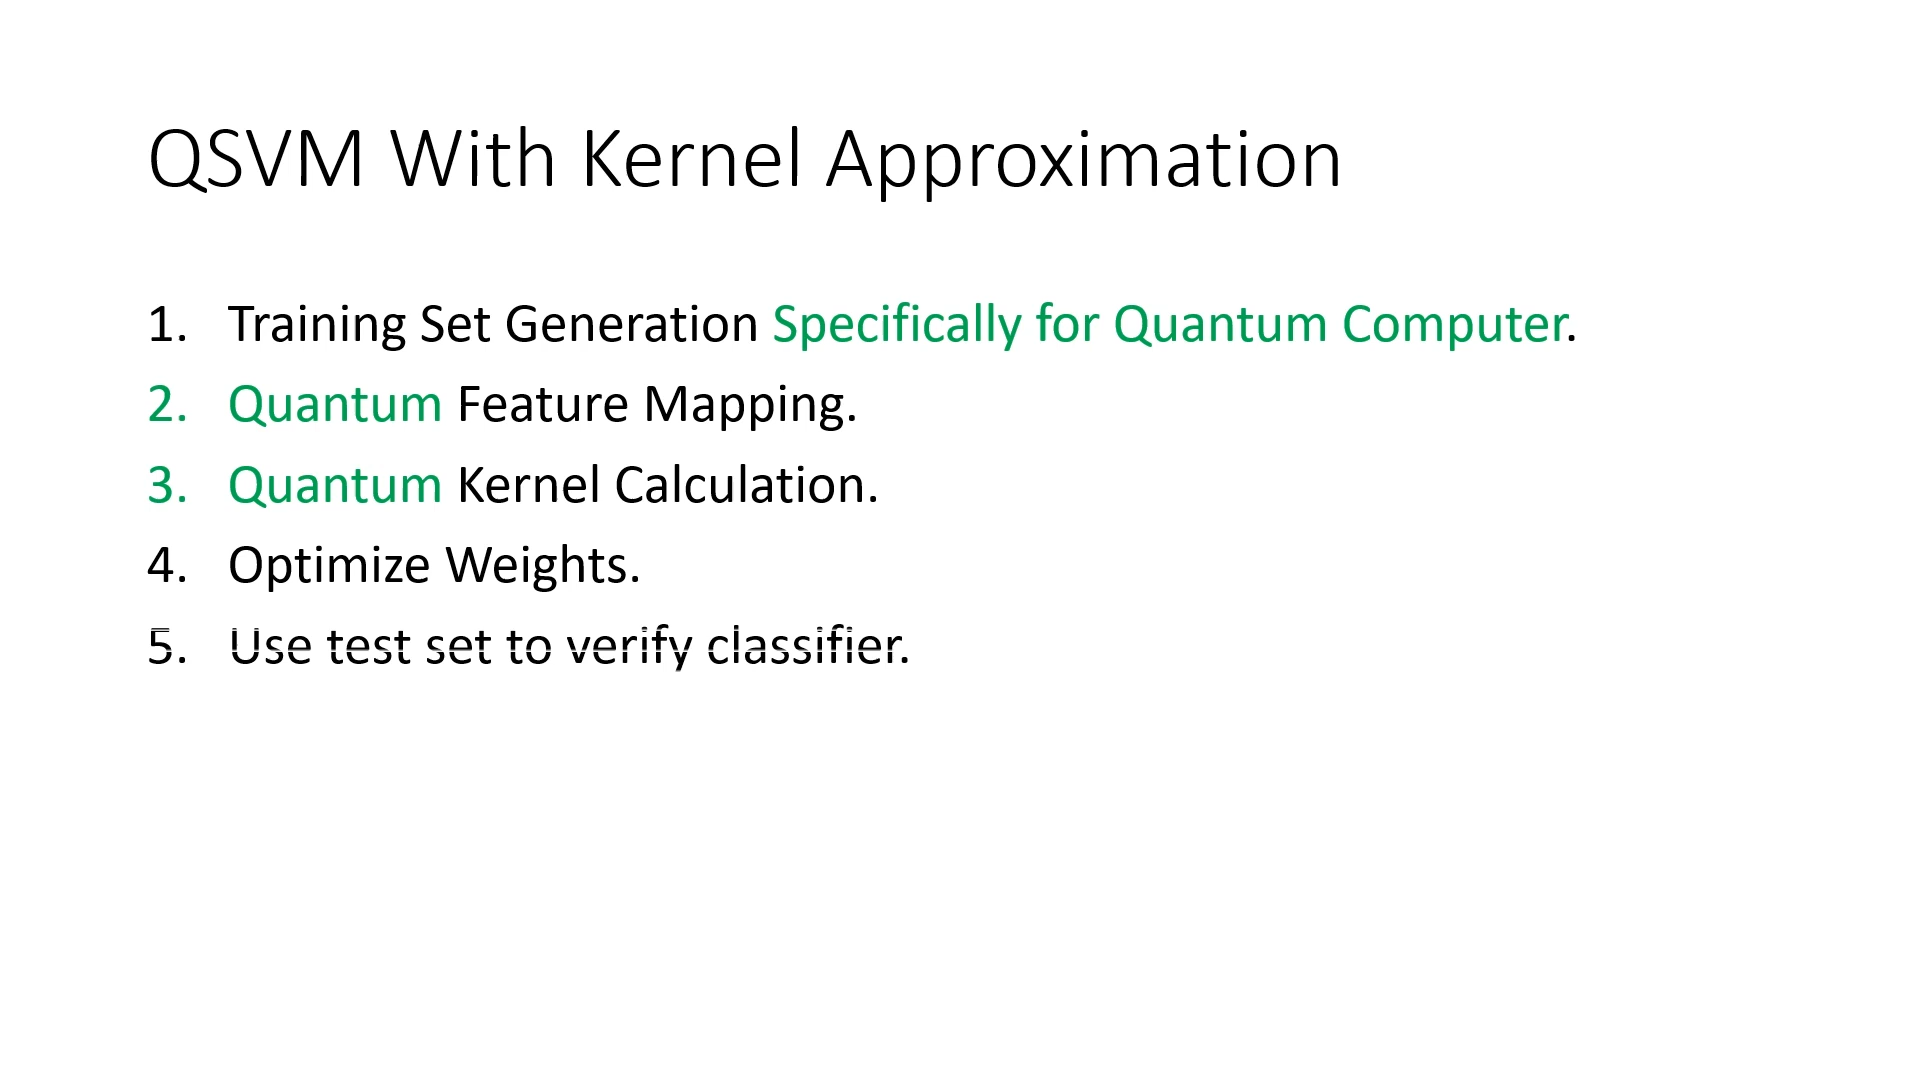 QSVM With Kernel Approximation
1. Training Set Generation Specifically for Quantum Computer.
2. Quantum Feature Mapping.
3. Quantum Kernel Calculation.
4. Optimize Weights.
5. Use test set to verify classifier.